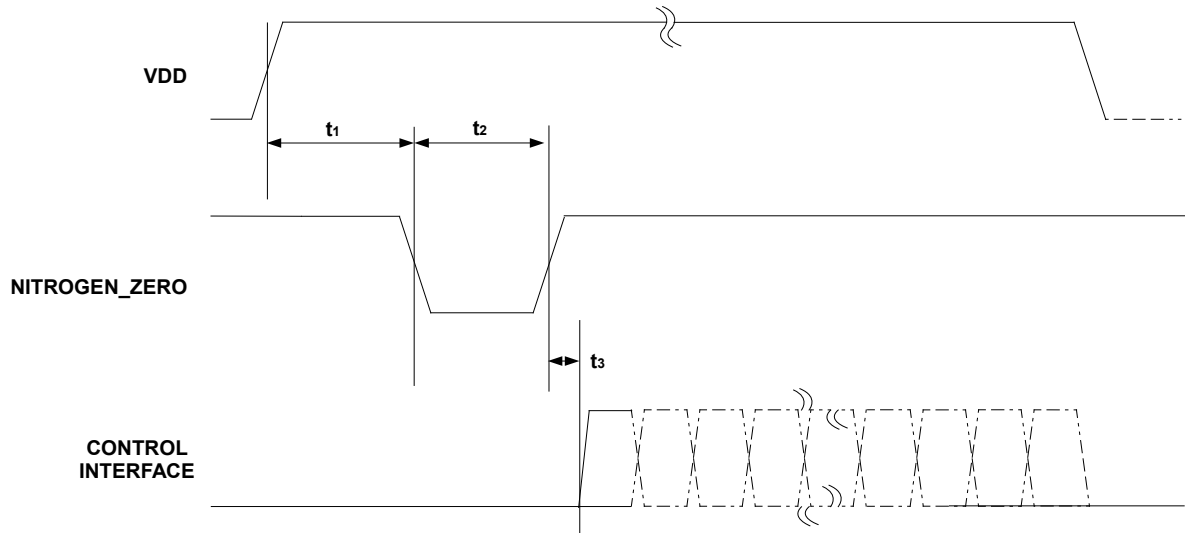 VDD
t1
t2
NITROGEN_ZERO
t3
CONTROL
INTERFACE